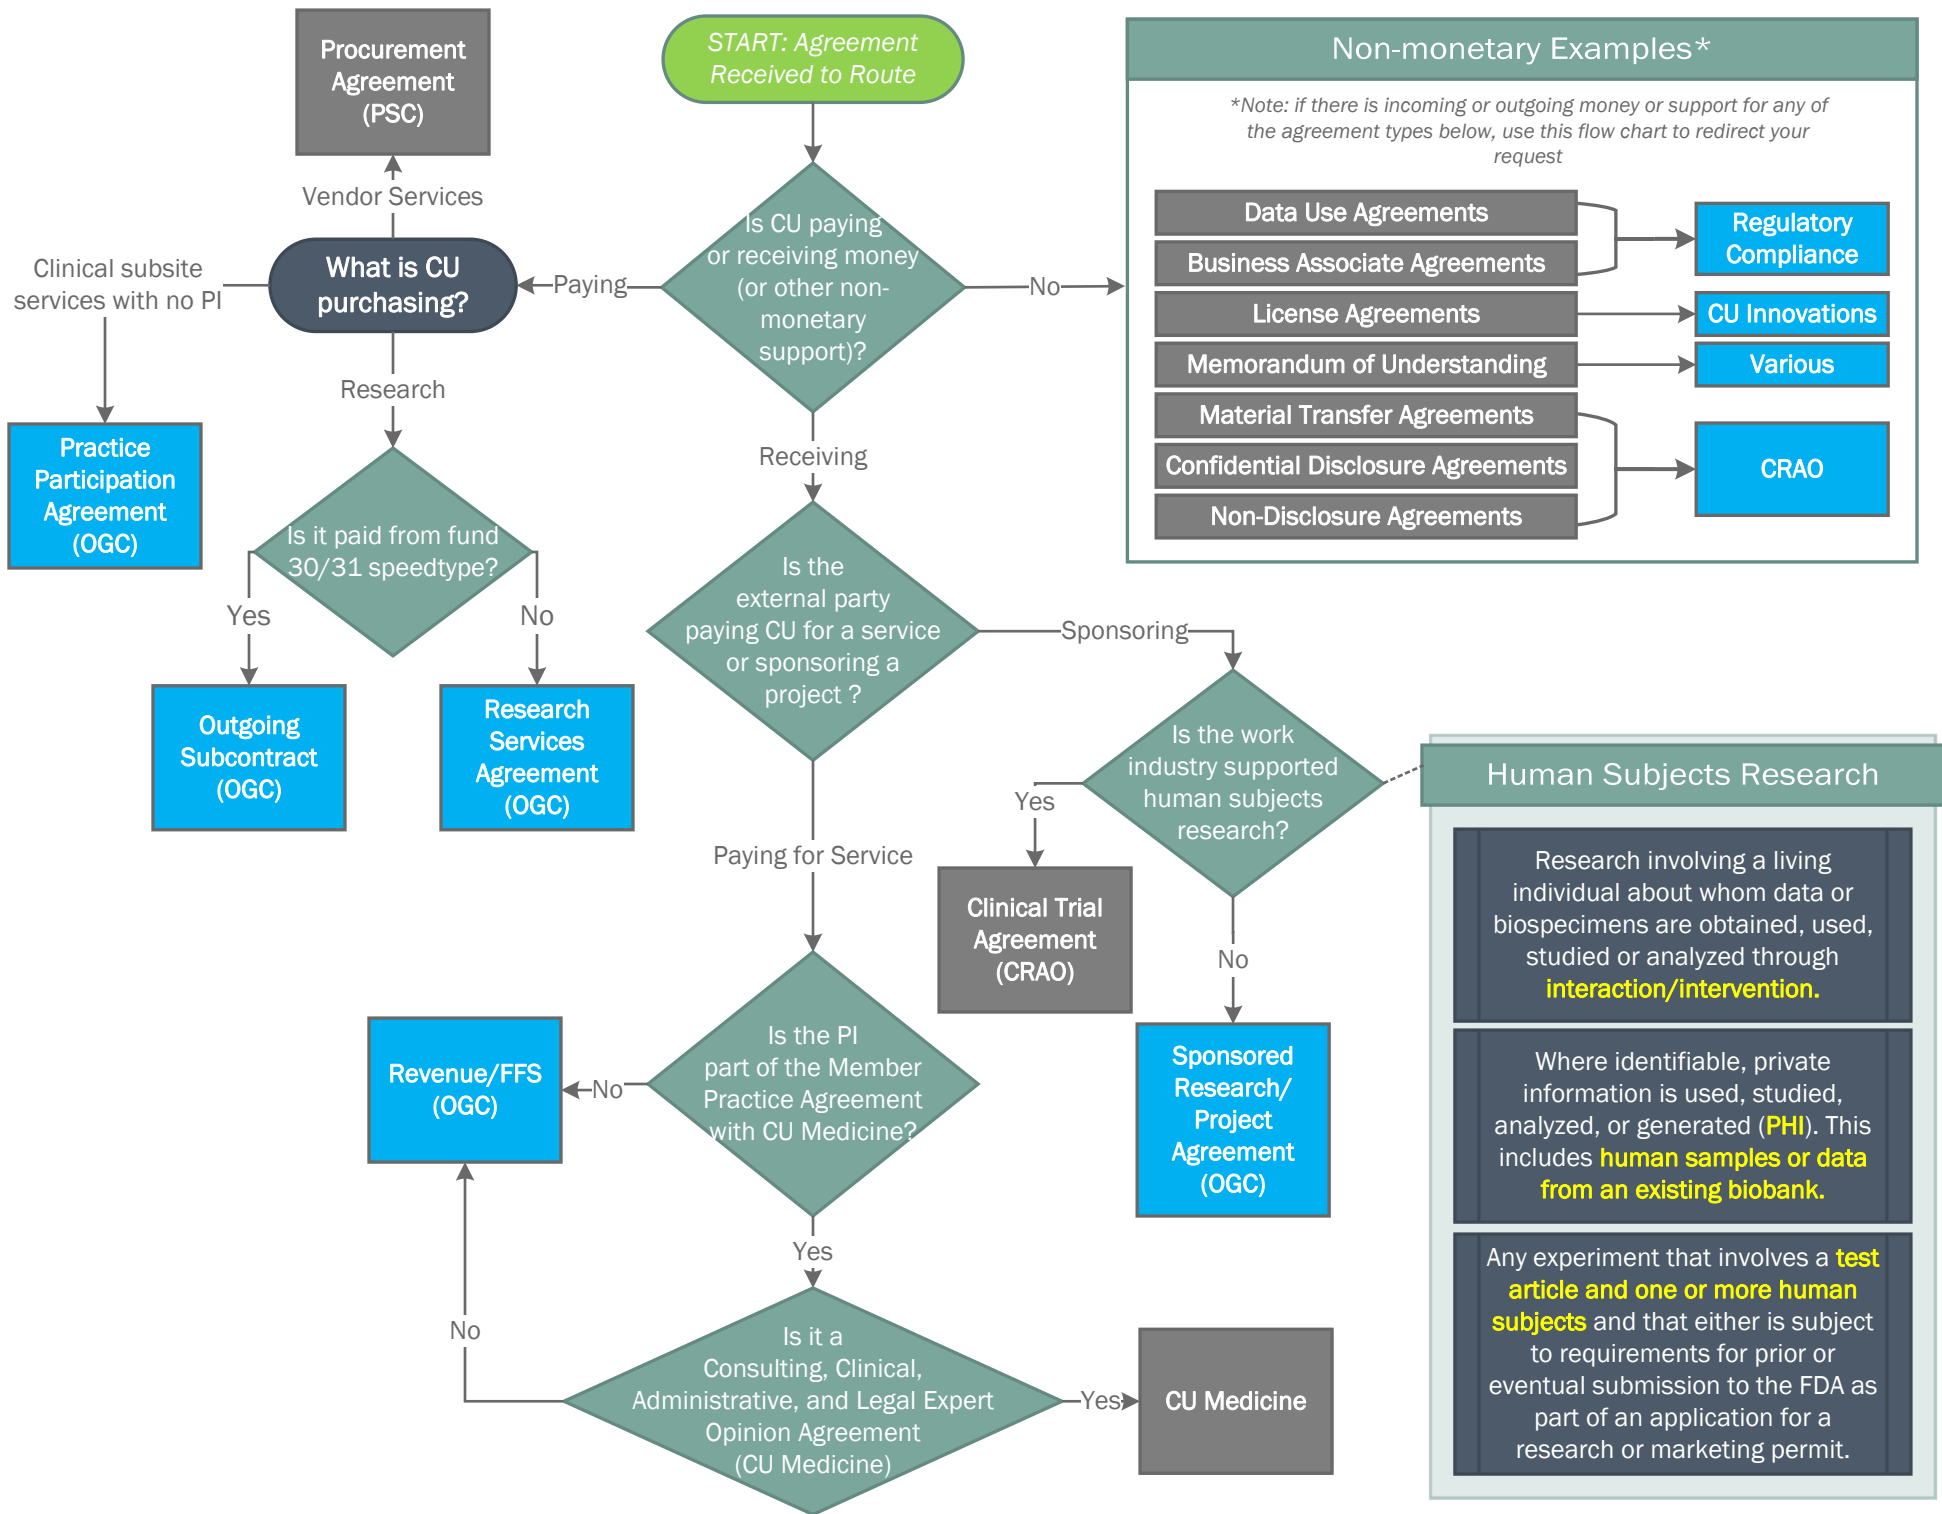 Procurement
Agreement
(PSC)
START: Agreement
Received to Route
Non-monetary Examples*
*Note: if there is incoming or outgoing money or support for any of
the agreement types below, use this flow chart to redirect your
request
Data Use Agreements
Business Associate Agreements
Regulatory
Compliance
License Agreements
CU Innovations
Memorandum of Understanding
Various
Material Transfer Agreements
Confidential Disclosure Agreements
Non-Disclosure Agreements
CRAO
Vendor Services
What is CU
purchasing?
Clinical subsite
services with no PI
Paying
Is CU paying
or receiving money
(or other non-
monetary
support)?
No
Research
Receiving
Practice
Participation
Agreement
(OGC)
Is it paid from fund
30/31 speedtype?
Yes
No
Outgoing
Subcontract
(OGC)
Research
Services
Agreement
(OGC)
Is the
external party
paying CU for a service
or sponsoring a
project ?
Sponsoring
Is the work
industry supported
human subjects
research?
Yes
Paying for Service
Clinical Trial
Agreement
(CRAO)
No
Sponsored
Research/
Project
Agreement
(OGC)
Human Subjects Research
Research involving a living
individual about whom data or
biospecimens are obtained, used,
studied or analyzed through
interaction/intervention.
Where identifiable, private
information is used, studied,
analyzed, or generated (PHI). This
includes human samples or data
from an existing biobank.
Any experiment that involves a test
article and one or more human
subjects and that either is subject
to requirements for prior or
eventual submission to the FDA as
part of an application for a
research or marketing permit.
Revenue/FFS
(OGC)
No
Is the PI
part of the Member
Practice Agreement
with CU Medicine?
Yes
No
Is it a
Consulting, Clinical,
Administrative, and Legal Expert
Opinion Agreement
(CU Medicine)
Yes
CU Medicine